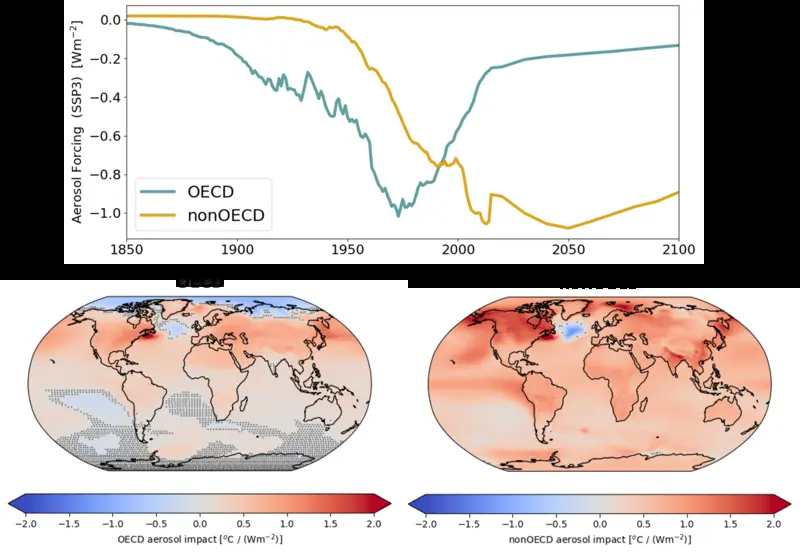 Aerosol Forcing (SSP3) [Wm⁻²]
0.0
−0.2
−0.4
−0.6
−0.8
−1.0
OECD
nonOECD
1850 1900 1950 2000 2050 2100
−2.0 −1.5 −1.0 −0.5 0.0 0.5 1.0 1.5 2.0
OECD aerosol impact [°C / (Wm⁻²)]
−2.0 −1.5 −1.0 −0.5 0.0 0.5 1.0 1.5 2.0
nonOECD aerosol impact [°C / (Wm⁻²)]